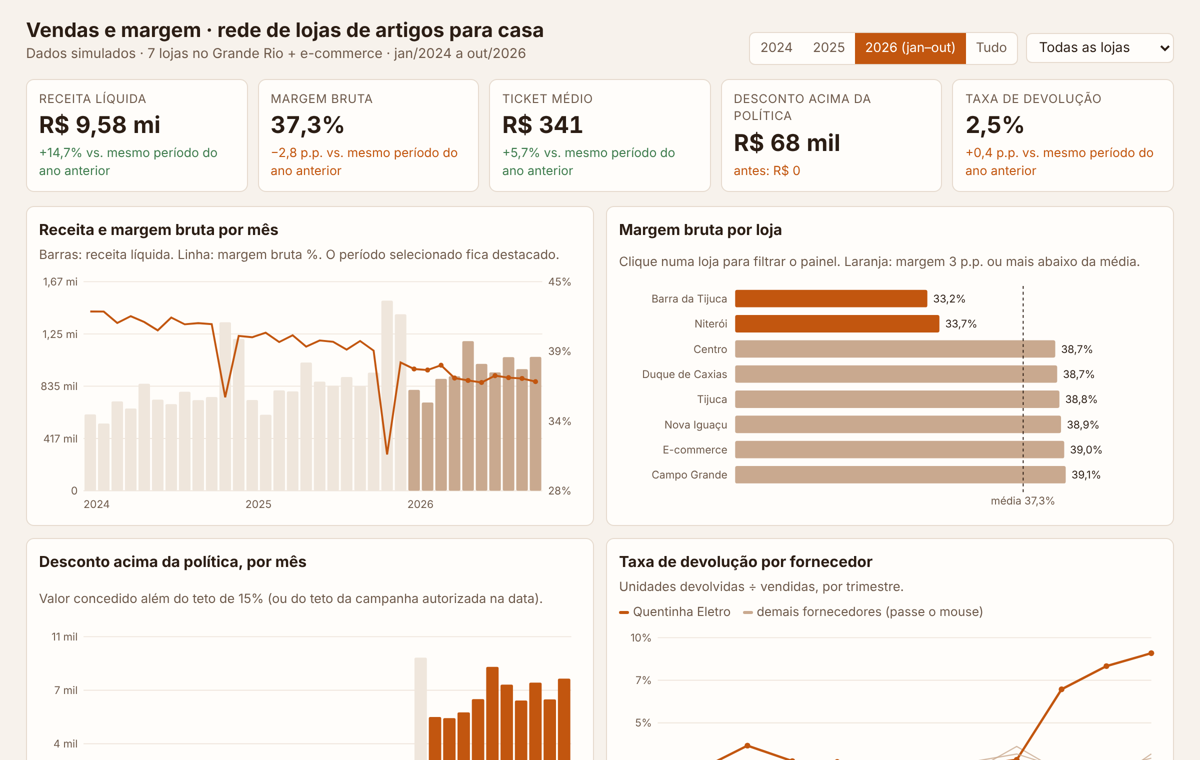 Vendas e margem · rede de lojas de artigos para casa
Dados simulados · 7 lojas no Grande Rio + e-commerce · jan/2024 a out/2026
2024 2025 2026 (jan–out) Tudo
Todas as lojas
RECEITA LÍQUIDA
R$ 9,58 mi
+14,7% vs. mesmo período do
ano anterior
MARGEM BRUTA
37,3%
−2,8 p.p. vs. mesmo período do
ano anterior
TICKET MÉDIO
R$ 341
+5,7% vs. mesmo período do
ano anterior
DESCONTO ACIMA DA
POLÍTICA
R$ 68 mil
antes: R$ 0
TAXA DE DEVOLUÇÃO
2,5%
+0,4 p.p. vs. mesmo período do
ano anterior
Receita e margem bruta por mês
Barras: receita líquida. Linha: margem bruta %. O período selecionado fica destacado.
1,67 mi 45%
1,25 mi 39%
835 mil 34%
417 mil 28%
0
2024 2025 2026
Margem bruta por loja
Clique numa loja para filtrar o painel. Laranja: margem 3 p.p. ou mais abaixo da média.
Barra da Tijuca 33,2%
Niterói 33,7%
Centro 38,7%
Duque de Caxias 38,7%
Tijuca 38,8%
Nova Iguaçu 38,9%
E-commerce 39,0%
Campo Grande 39,1%
média 37,3%
Desconto acima da política, por mês
Valor concedido além do teto de 15% (ou do teto da campanha autorizada na data).
11 mil
7 mil
4 mil
Taxa de devolução por fornecedor
Unidades devolvidas ÷ vendidas, por trimestre.
Quentinha Eletro demais fornecedores (passe o mouse)
10%
7%
5%